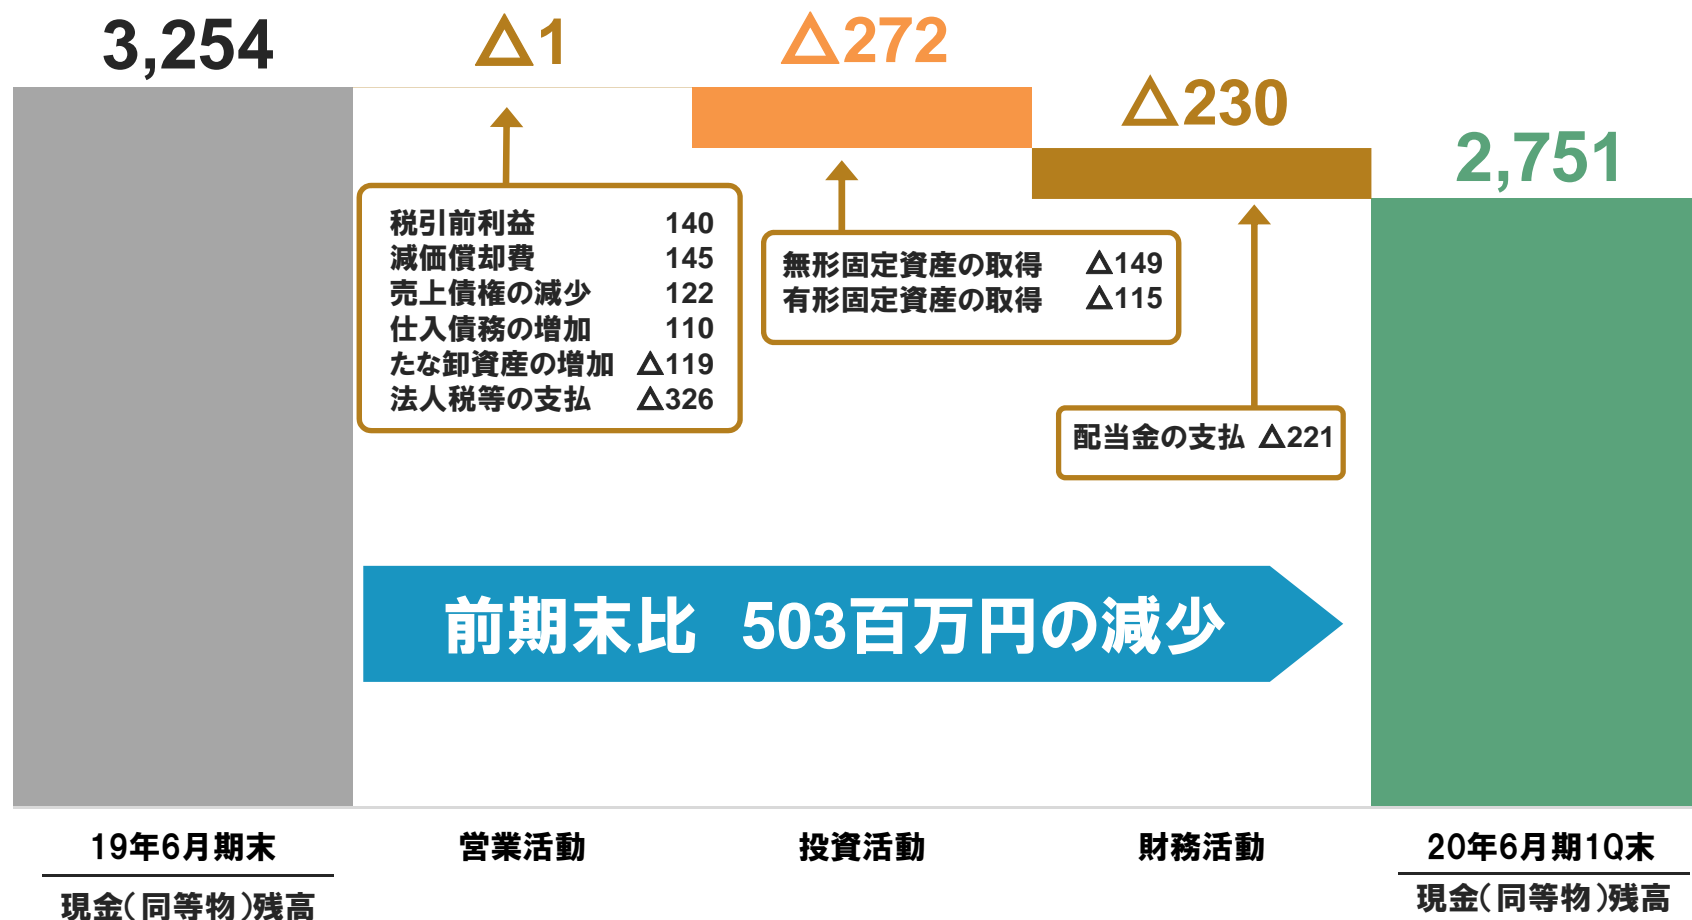 3,254
△1
△272
△230
2,751
税引前利益 140
減価償却費 145
売上債権の減少 122
仕入債務の増加 110
たな卸資産の増加 △119
法人税等の支払 △326
無形固定資産の取得 △149
有形固定資産の取得 △115
配当金の支払 △221
前期末比 503百万円の減少
19年6月期末
現金(同等物)残高
営業活動
投資活動
財務活動
20年6月期1Q末
現金(同等物)残高